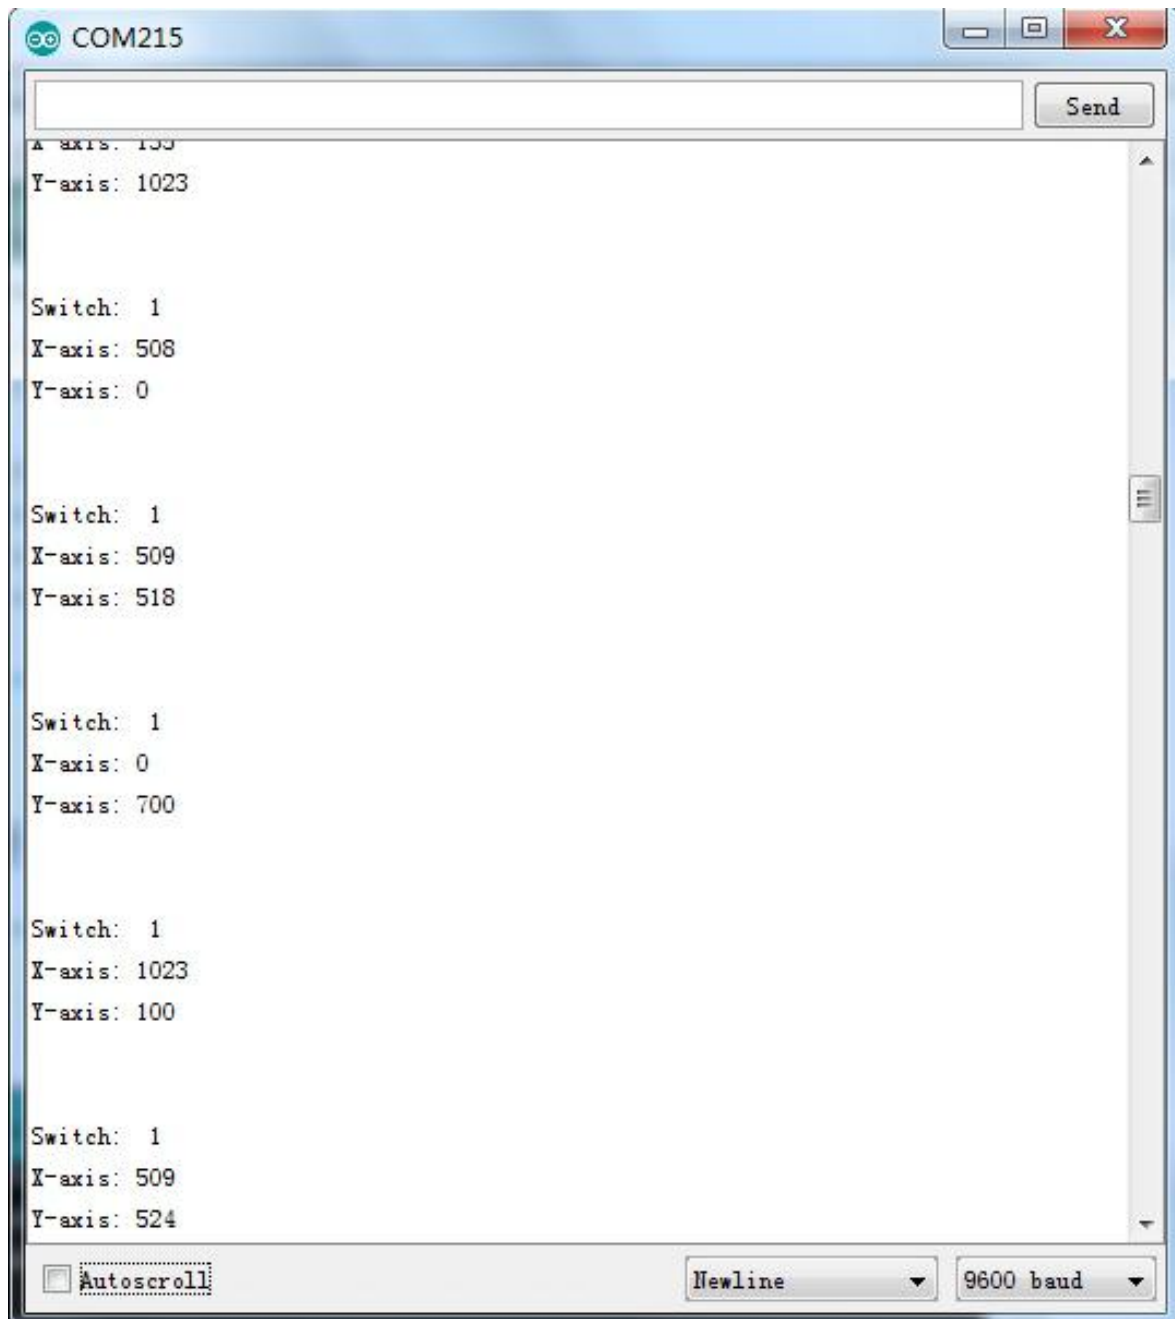 COM215
Send
Y-axis: 1023
Switch: 1
X-axis: 508
Y-axis: 0
Switch: 1
X-axis: 509
Y-axis: 518
Switch: 1
X-axis: 0
Y-axis: 700
Switch: 1
X-axis: 1023
Y-axis: 100
Switch: 1
X-axis: 509
Y-axis: 524
Autoscroll
Newline
9600 baud